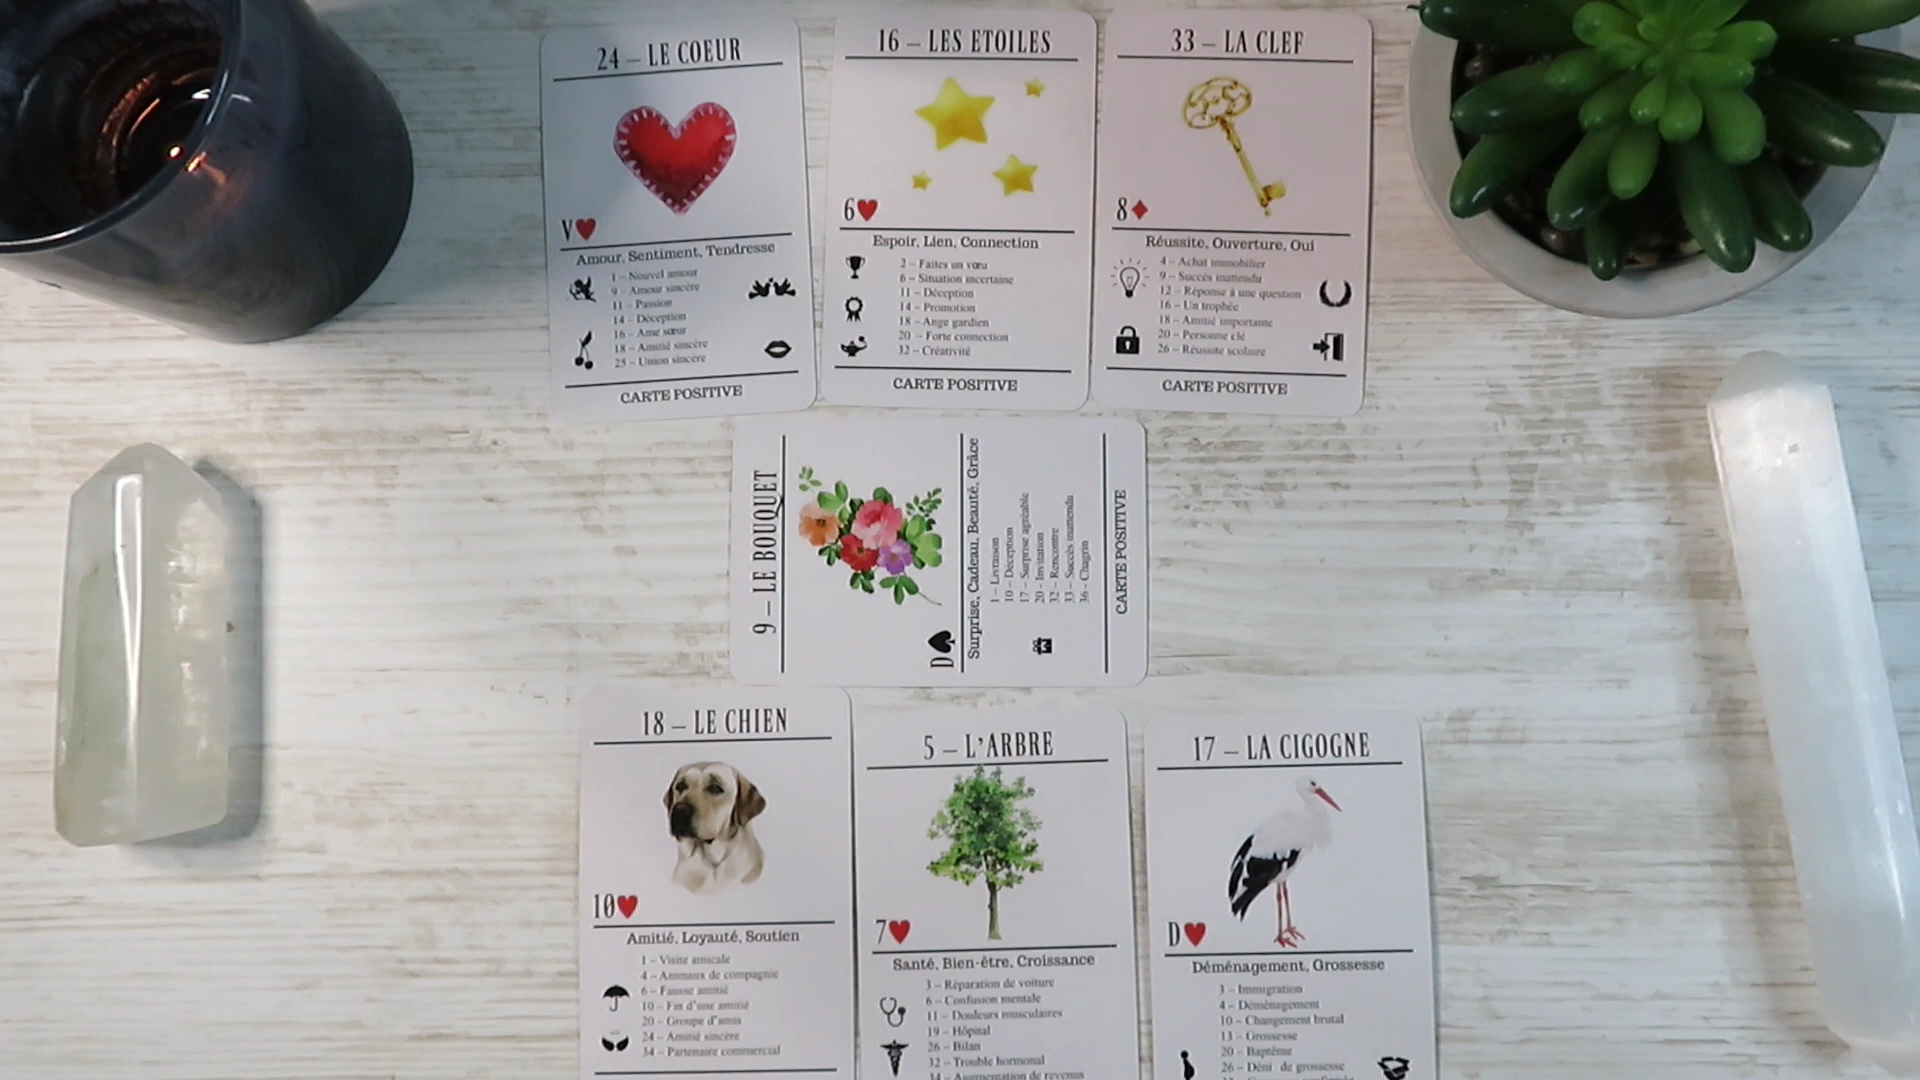 24 – LE COEUR
V
Amour, Sentiment, Tendresse
1 – Nouvel amour
9 – Amour sincère
11 – Passion
14 – Déception
16 – Ame sœur
18 – Amitié sincère
25 – Union sincère
CARTE POSITIVE
16 – LES ETOILES
6
Espoir, Lien, Connection
2 – Faites un vœu
6 – Situation incertaine
11 – Déception
14 – Promotion
18 – Ange gardien
20 – Forte connection
32 – Créativité
CARTE POSITIVE
33 – LA CLEF
8
Réussite, Ouverture, Oui
4 – Achat immobilier
9 – Succès inattendu
12 – Réponse à une question
16 – Un trophée
18 – Amitié importante
20 – Personne clé
26 – Réussite scolaire
CARTE POSITIVE
9 – LE BOUQUET
D
Surprise, Cadeau, Beauté, Grâce
1 – Livraison
10 – Déception
17 – Surprise agréable
20 - Invitation
32 – Rencontre
33 – Succès inattendu
36 - Chagrin
CARTE POSITIVE
18 – LE CHIEN
10
Amitié, Loyauté, Soutien
1 – Visite amicale
4 – Animaux de compagnie
6 – Fausse amitié
10 – Fin d'une amitié
20 – Groupe d'amis
24 – Amitié sincère
34 – Partenaire commercial
5 – L'ARBRE
7
Santé, Bien-être, Croissance
3 – Réparation de voiture
6 – Confusion mentale
11 – Douleurs musculaires
19 – Hôpital
26 – Bilan
32 – Trouble hormonal
34 – Augmentation de revenus
17 – LA CIGOGNE
D
Déménagement, Grossesse
3 – Immigration
4 – Déménagement
10 – Changement brutal
13 – Grossesse
20 – Baptême
26 – Déni de grossesse